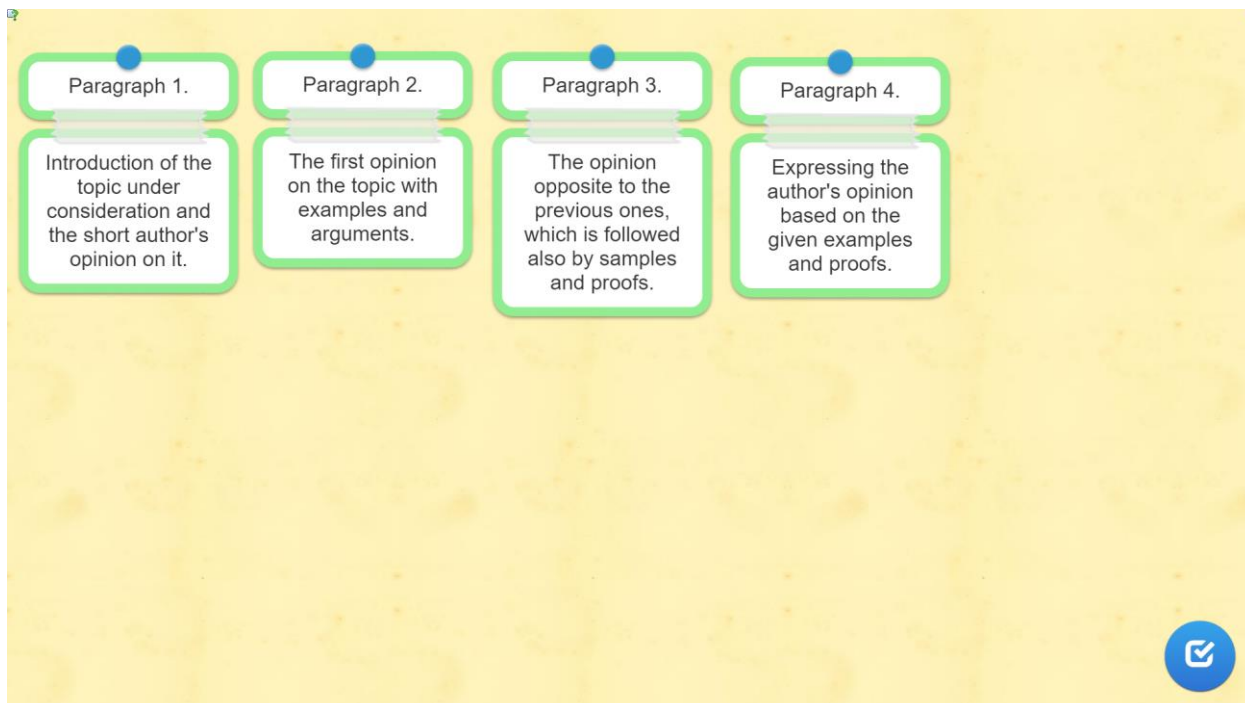 Paragraph 1.
Introduction of the
topic under
consideration and
the short author's
opinion on it.
Paragraph 2.
The first opinion
on the topic with
examples and
arguments.
Paragraph 3.
The opinion
opposite to the
previous ones,
which is followed
also by samples
and proofs.
Paragraph 4.
Expressing the
author's opinion
based on the
given examples
and proofs.